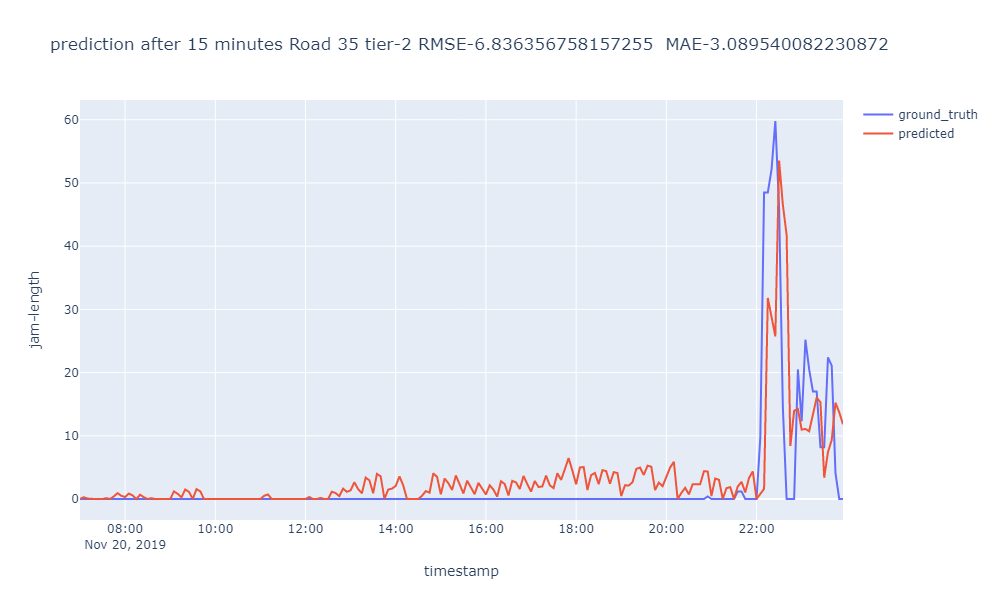 prediction after 15 minutes Road 35 tier-2 RMSE-6.836356758157255  MAE-3.089540082230872
ground_truth
predicted
60
50
40
30
20
10
0
jam-length
08:00 10:00 12:00 14:00 16:00 18:00 20:00 22:00
Nov 20, 2019
timestamp